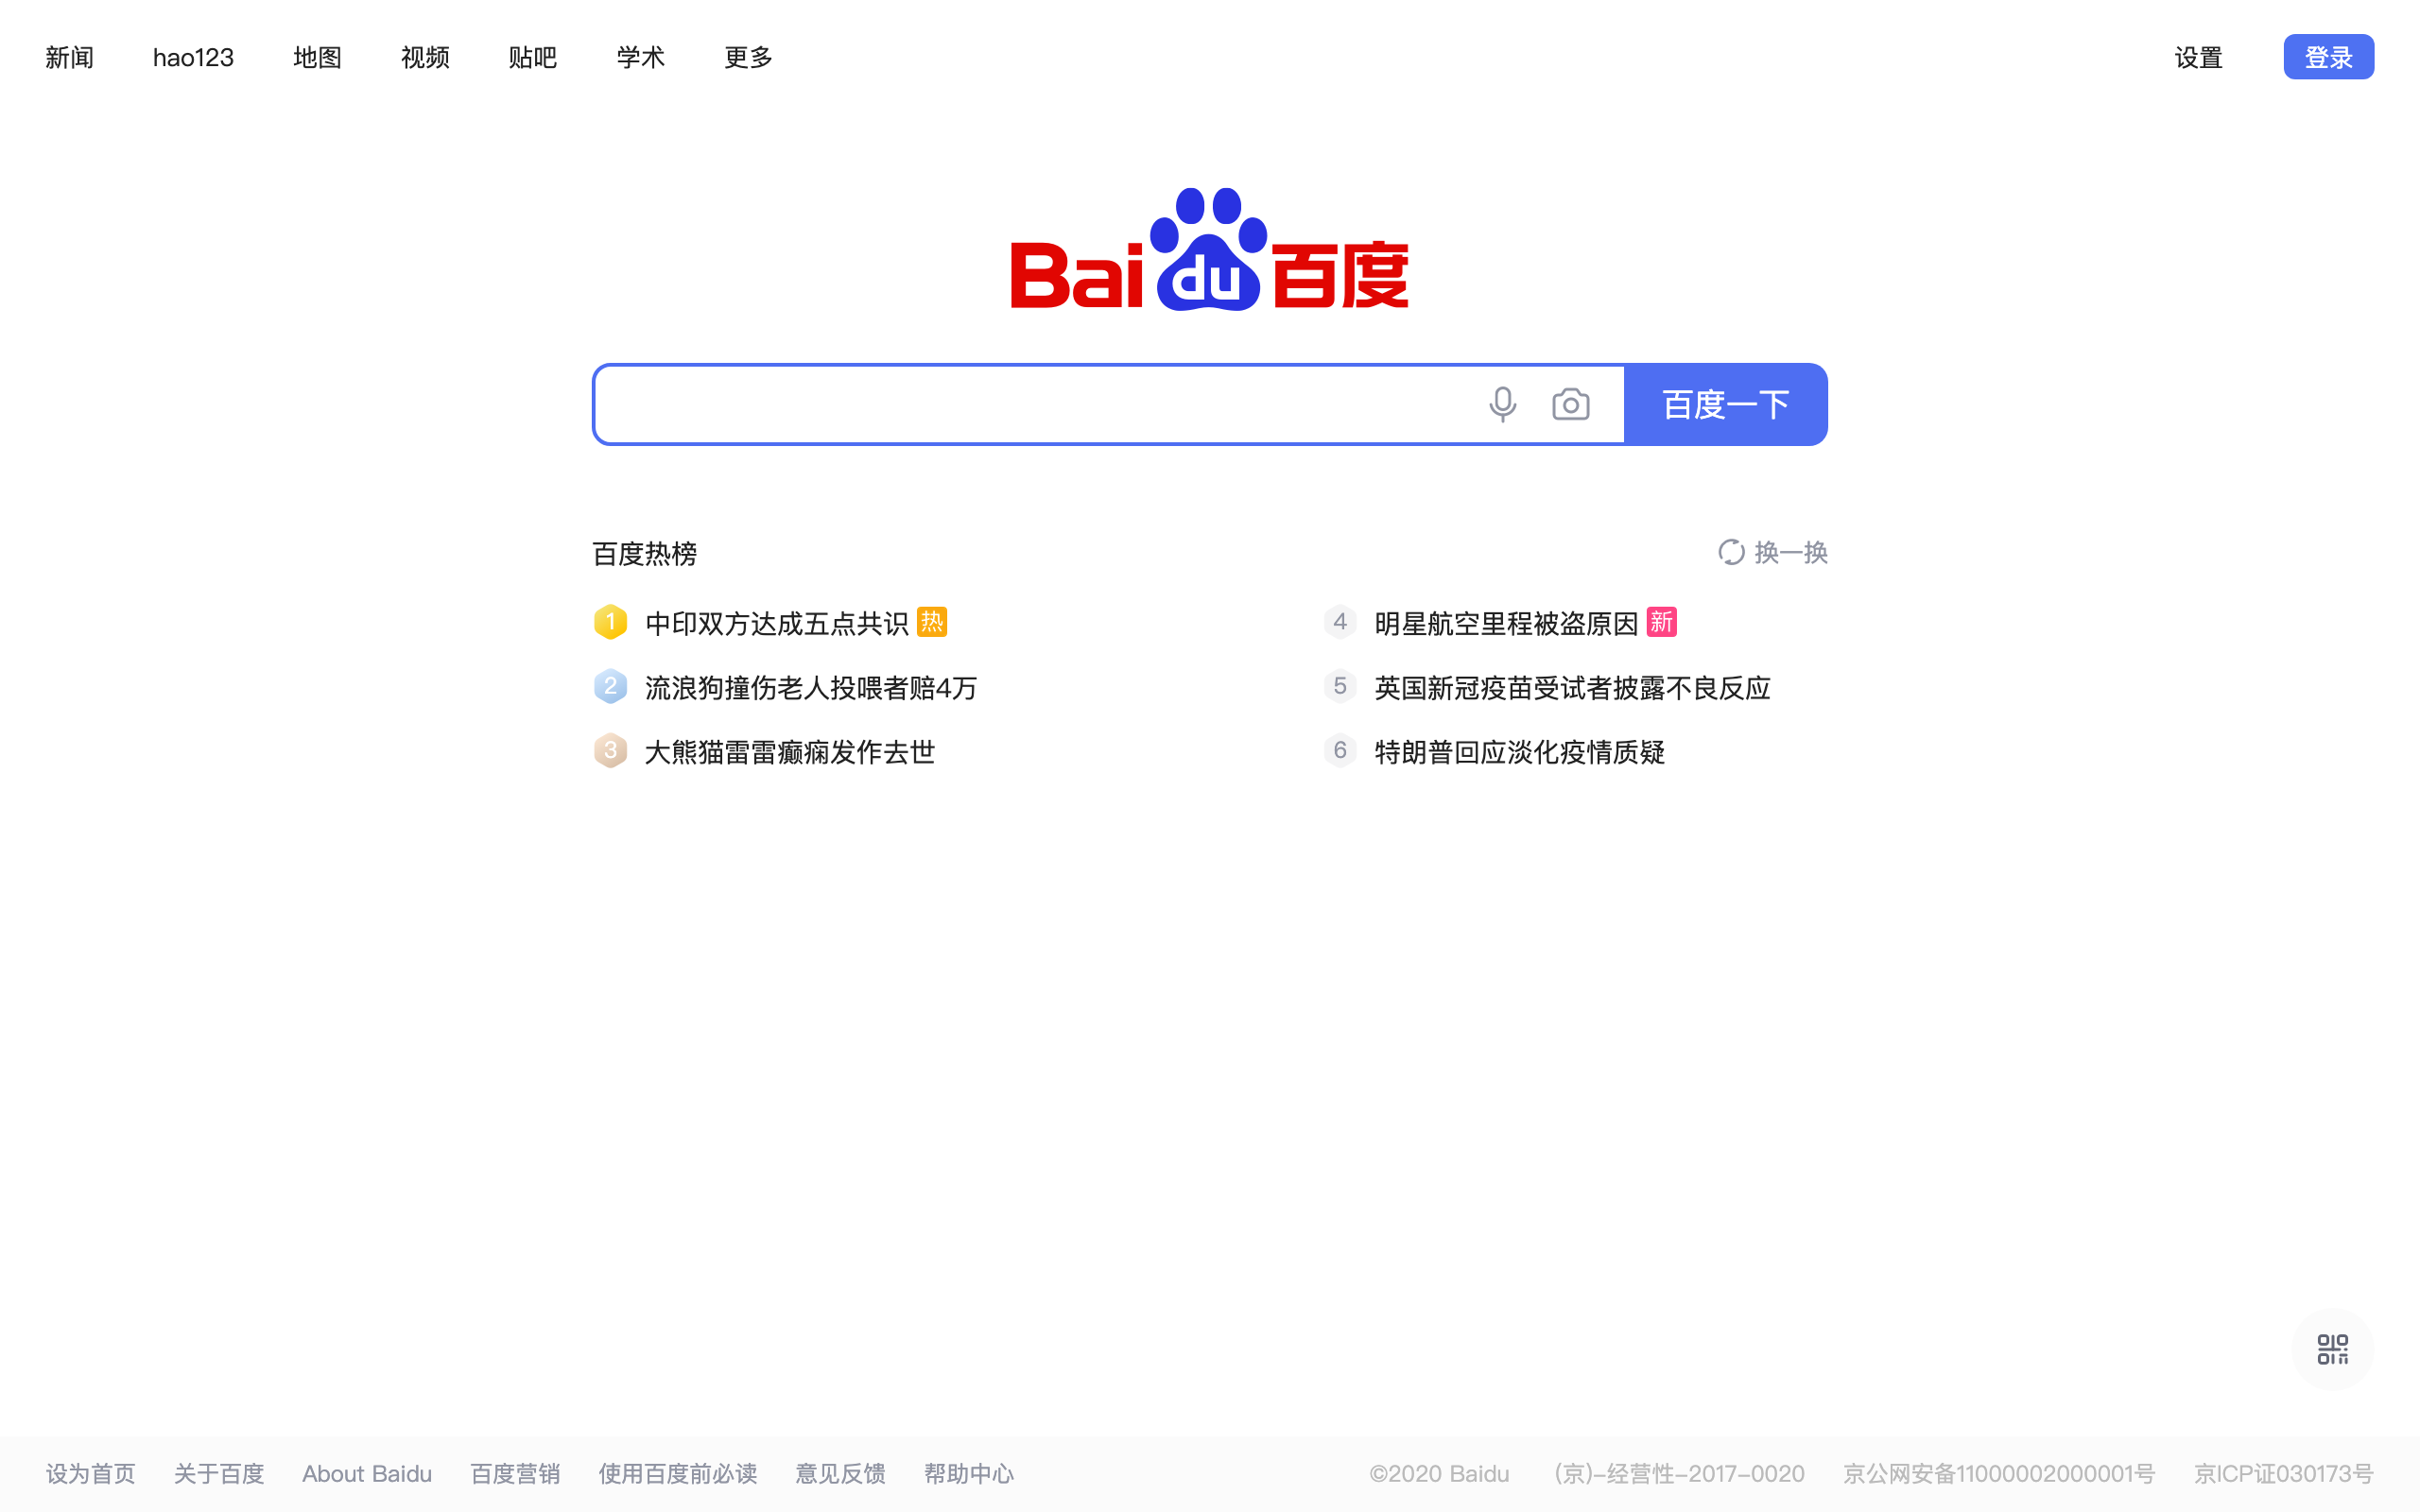 新闻 hao123 地图 视频 贴吧 学术 更多 设置 登录
Bai du 百度
百度一下
百度热榜 换一换
1 中印双方达成五点共识 热
2 流浪狗撞伤老人投喂者赔4万
3 大熊猫雷雷癫痫发作去世
4 明星航空里程被盗原因 新
5 英国新冠疫苗受试者披露不良反应
6 特朗普回应淡化疫情质疑
设为首页 关于百度 About Baidu 百度营销 使用百度前必读 意见反馈 帮助中心 ©2020 Baidu (京)-经营性-2017-0020 京公网安备11000002000001号 京ICP证030173号